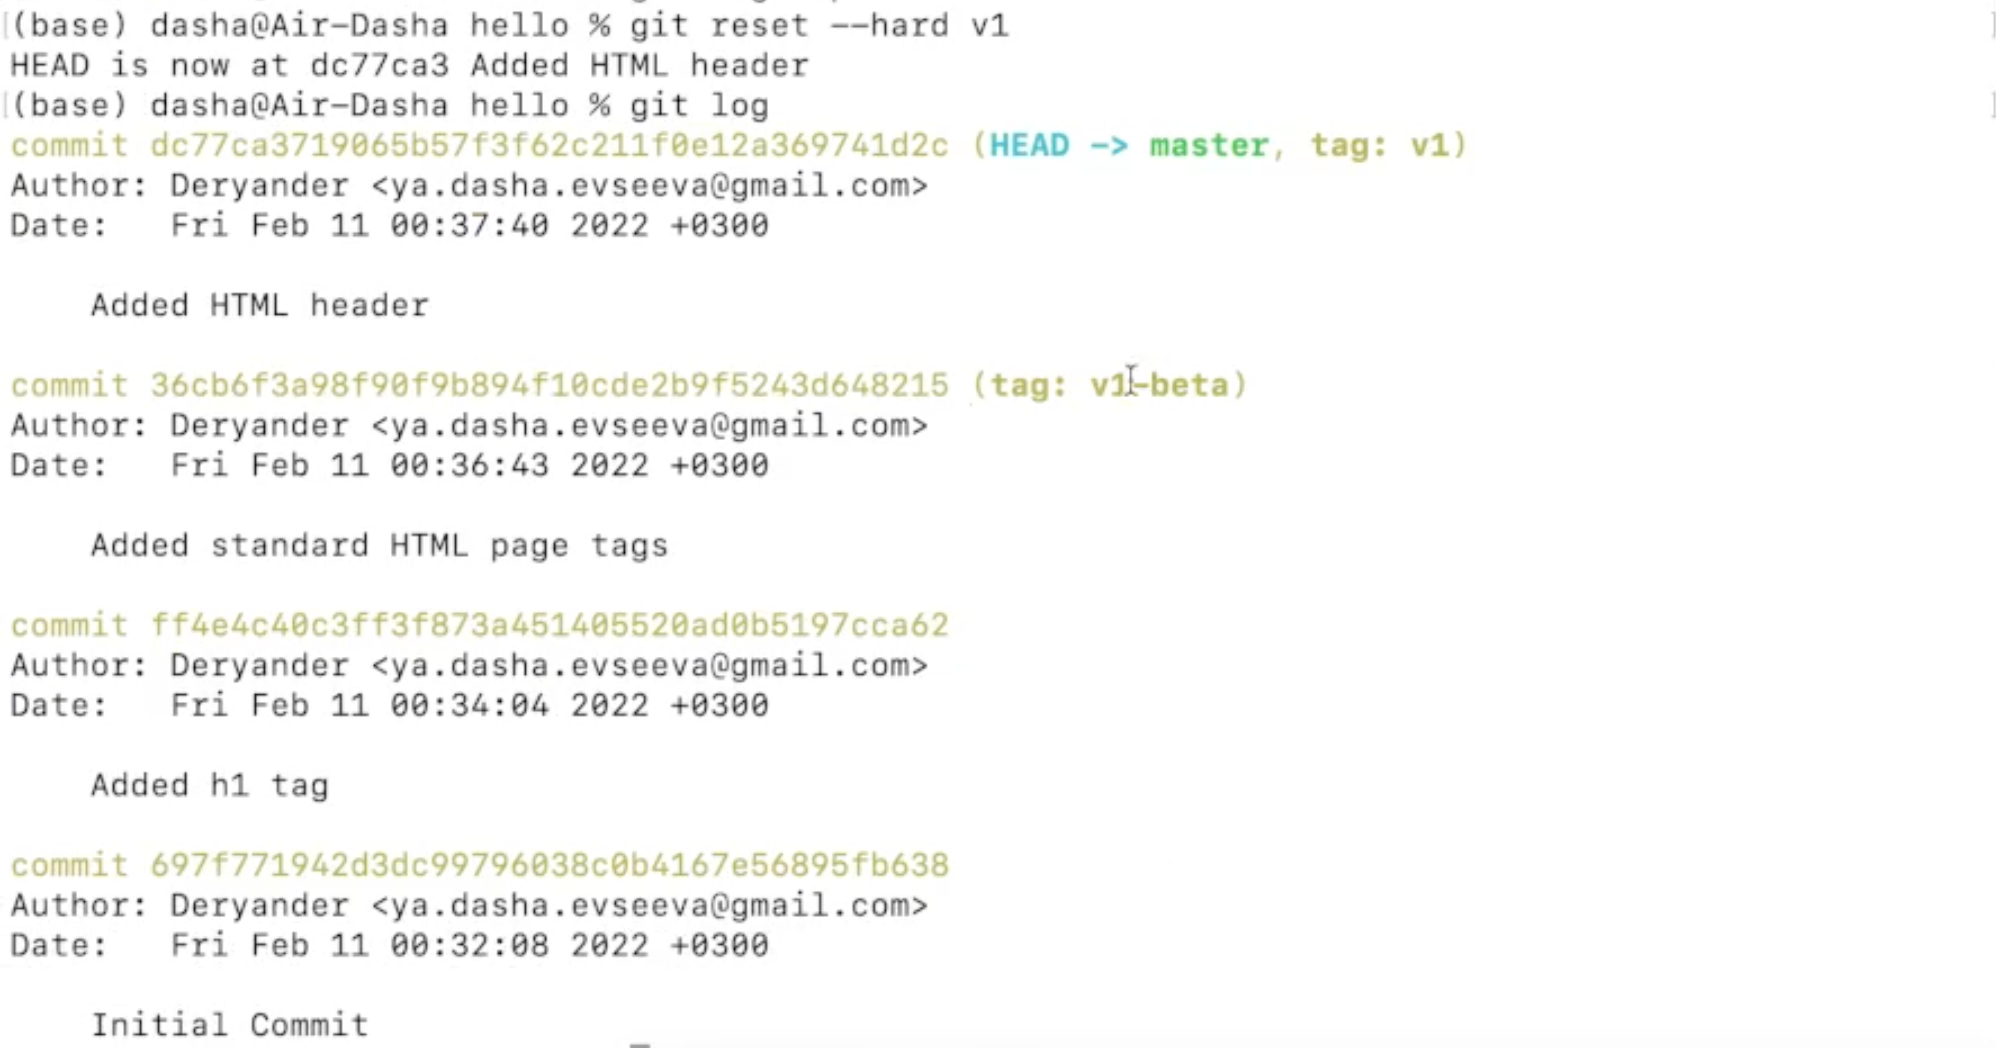 (base) dasha@Air-Dasha hello % git reset --hard v1
HEAD is now at dc77ca3 Added HTML header
(base) dasha@Air-Dasha hello % git log
commit dc77ca3719065b57f3f62c211f0e12a369741d2c (HEAD -> master, tag: v1)
Author: Deryander <ya.dasha.evseeva@gmail.com>
Date:   Fri Feb 11 00:37:40 2022 +0300
    Added HTML header
commit 36cb6f3a98f90f9b894f10cde2b9f5243d648215 (tag: v1-beta)
Author: Deryander <ya.dasha.evseeva@gmail.com>
Date:   Fri Feb 11 00:36:43 2022 +0300
    Added standard HTML page tags
commit ff4e4c40c3ff3f873a451405520ad0b5197cca62
Author: Deryander <ya.dasha.evseeva@gmail.com>
Date:   Fri Feb 11 00:34:04 2022 +0300
    Added h1 tag
commit 697f771942d3dc99796038c0b4167e56895fb638
Author: Deryander <ya.dasha.evseeva@gmail.com>
Date:   Fri Feb 11 00:32:08 2022 +0300
    Initial Commit